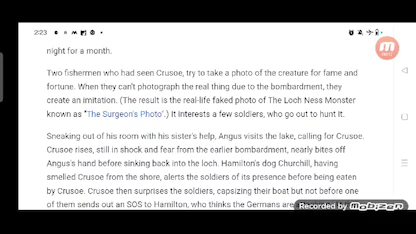 2:23
night for a month.
Two fishermen who had seen Crusoe, try to take a photo of the creature for fame and
fortune. When they can't photograph the real thing due to the bombardment, they
create an imitation. (The result is the real-life faked photo of The Loch Ness Monster
known as "The Surgeon's Photo".) It interests a few soldiers, who go out to hunt it.
Sneaking out of his room with his sister's help, Angus visits the lake, calling for Crusoe.
Crusoe rises, still in shock and fear from the earlier bombardment, nearly bites off
Angus's hand before sinking back into the loch. Hamilton's dog Churchill, having
smelled Crusoe from the shore, alerts the soldiers of its presence before being eaten
by Crusoe. Crusoe then surprises the soldiers, capsizing their boat but not before one
of them sends out an SOS to Hamilton, who thinks the Germans are
Recorded by Mobizen